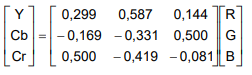 Y = 0,299 0,587 0,144 R
Cb = -0,169 -0,331 0,500 G
Cr = 0,500 -0,419 -0,081 B